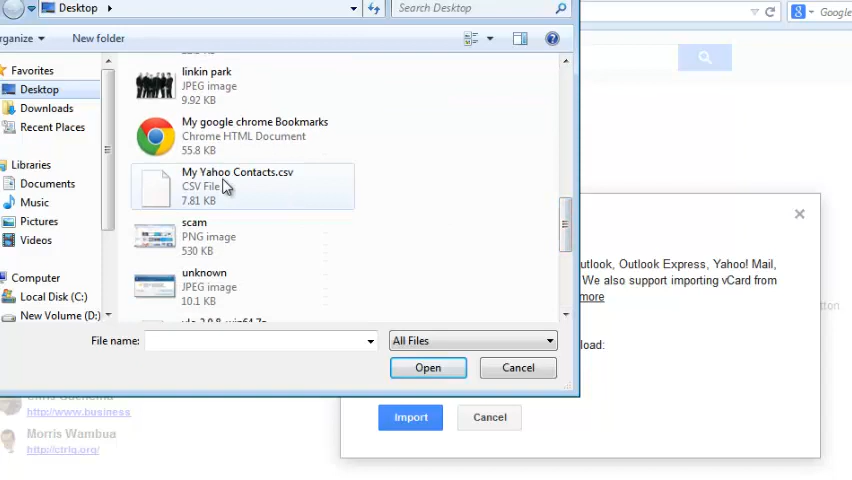 Desktop
Search Desktop
Google
rganize
New folder
Favorites
Desktop
Downloads
Recent Places
Libraries
Documents
Music
Pictures
Videos
Computer
Local Disk (C:)
New Volume (D:)
linkin park
JPEG image
9.92 KB
My google chrome Bookmarks
Chrome HTML Document
55.8 KB
My Yahoo Contacts.csv
CSV File
7.81 KB
scam
PNG image
530 KB
unknown
JPEG image
10.1 KB
File name:
All Files
Open
Cancel
utlook, Outlook Express, Yahoo! Mail,
We also support importing vCard from
more
tton
load:
Import
Cancel
http://www.business
Morris Wambua
http://ctrlq.org/